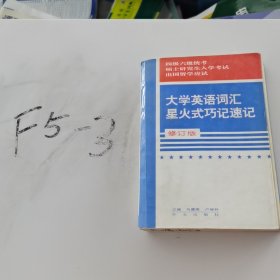 F5-3
四级六级统考
硕士研究生入学考试
出国留学应试
大学英语词汇
星火式巧记速记
修订版